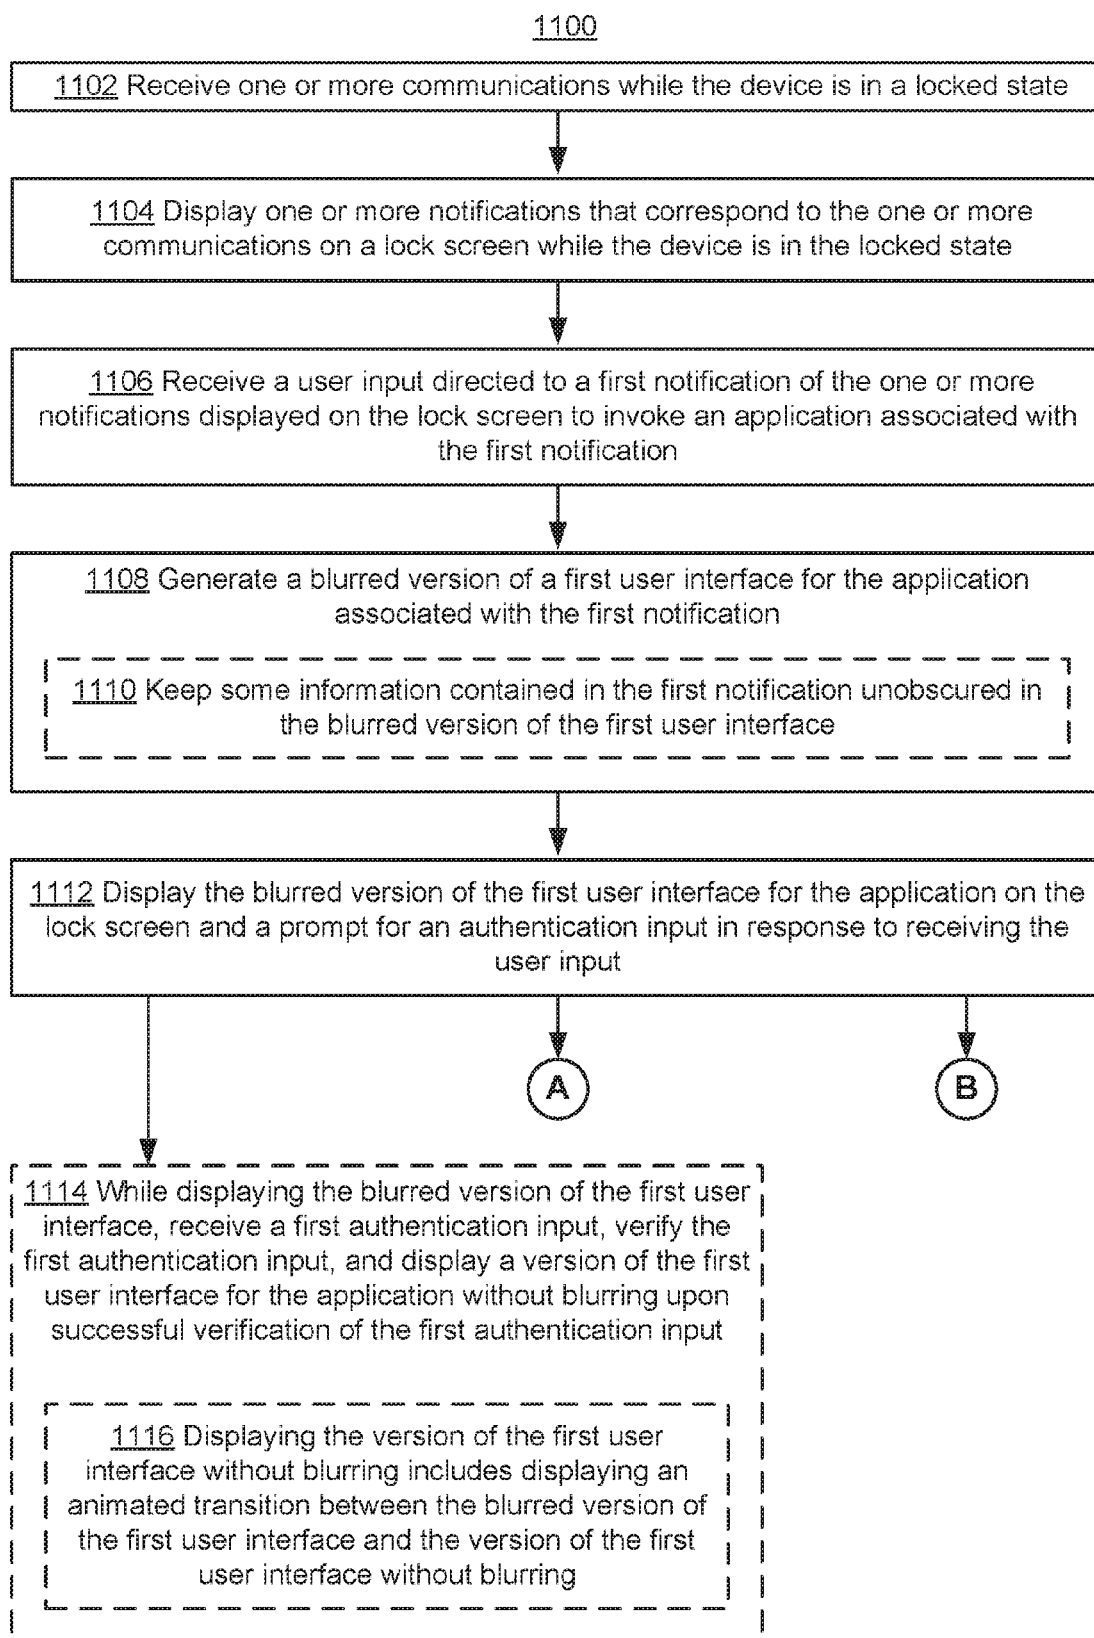 1100
1102 Receive one or more communications while the device is in a locked state
1104 Display one or more notifications that correspond to the one or more
communications on a lock screen while the device is in the locked state
1106 Receive a user input directed to a first notification of the one or more
notifications displayed on the lock screen to invoke an application associated with
the first notification
1108 Generate a blurred version of a first user interface for the application
associated with the first notification
1110 Keep some information contained in the first notification unobscured in
the blurred version of the first user interface
1112 Display the blurred version of the first user interface for the application on the
lock screen and a prompt for an authentication input in response to receiving the
user input
A
B
1114 While displaying the blurred version of the first user
interface, receive a first authentication input, verify the
first authentication input, and display a version of the first
user interface for the application without blurring upon
successful verification of the first authentication input
1116 Displaying the version of the first user
interface without blurring includes displaying an
animated transition between the blurred version of
the first user interface and the version of the first
user interface without blurring